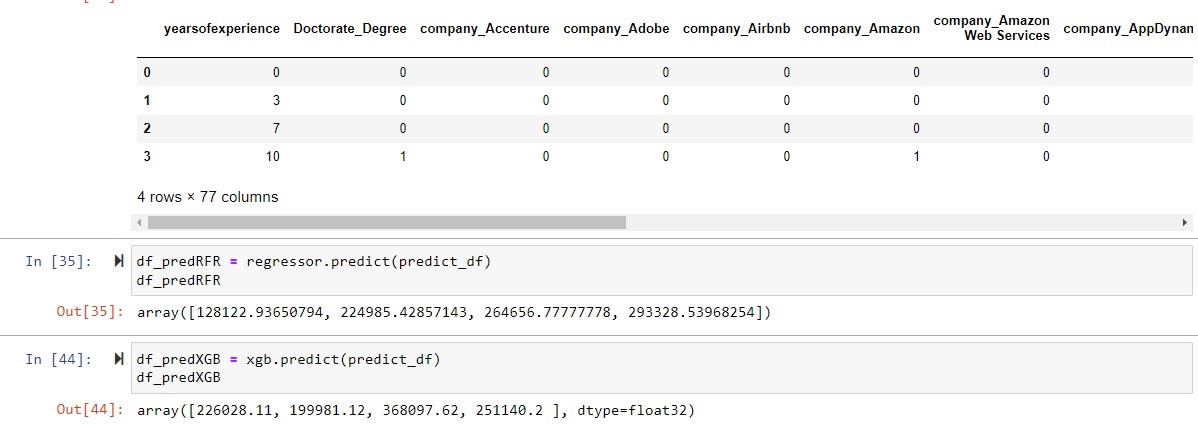 yearsofexperience Doctorate_Degree company_Accenture company_Adobe company_Airbnb company_Amazon company_Amazon Web Services company_AppDynan
0 0 0 0 0 0 0 0
1 3 0 0 0 0 0 0
2 7 0 0 0 0 0 0
3 10 1 0 0 0 1 0
4 rows × 77 columns
In [35]: df_predRFR = regressor.predict(predict_df)
df_predRFR
Out[35]: array([128122.93650794, 224985.42857143, 264656.77777778, 293328.53968254])
In [44]: df_predXGB = xgb.predict(predict_df)
df_predXGB
Out[44]: array([226028.11, 199981.12, 368097.62, 251140.2 ], dtype=float32)